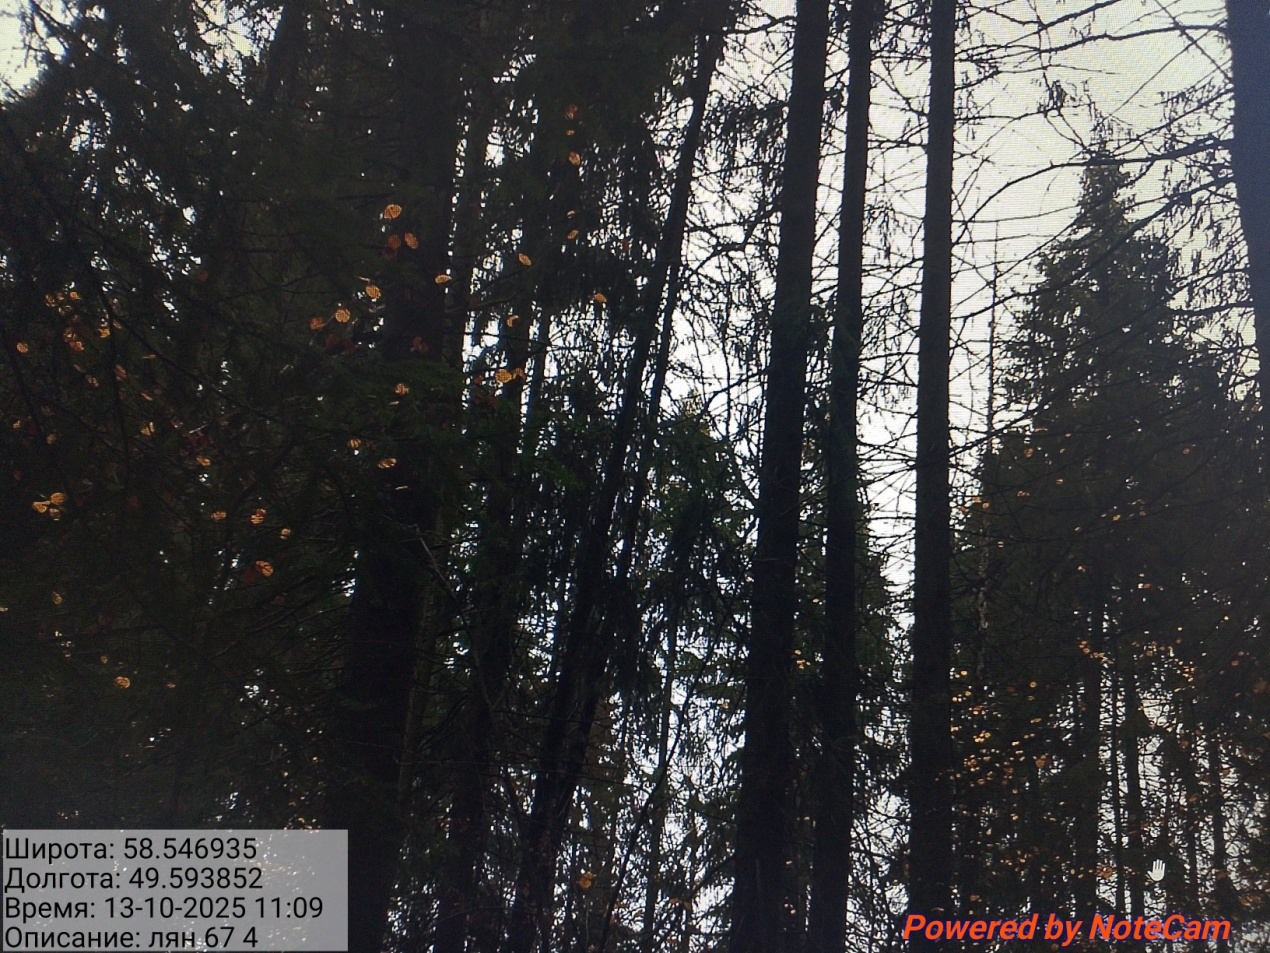 Широта: 58.546935
Долгота: 49.593852
Время: 13-10-2025 11:09
Описание: лян 67 4
Powered by NoteCam